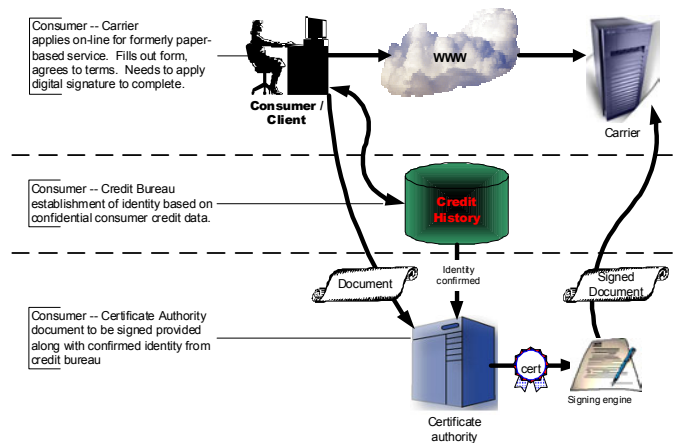 Consumer -- Carrier
applies on-line for formerly paper-
based service. Fills out form,
agrees to terms. Needs to apply
digital signature to complete.
Consumer /
Client
WWW
Carrier
Consumer -- Credit Bureau
establishment of identity based on
confidential consumer credit data.
Credit
History
Document
Identity
confirmed
Signed
Document
Consumer -- Certificate Authority
document to be signed provided
along with confirmed identity from
credit bureau
cert
Signing engine
Certificate
authority